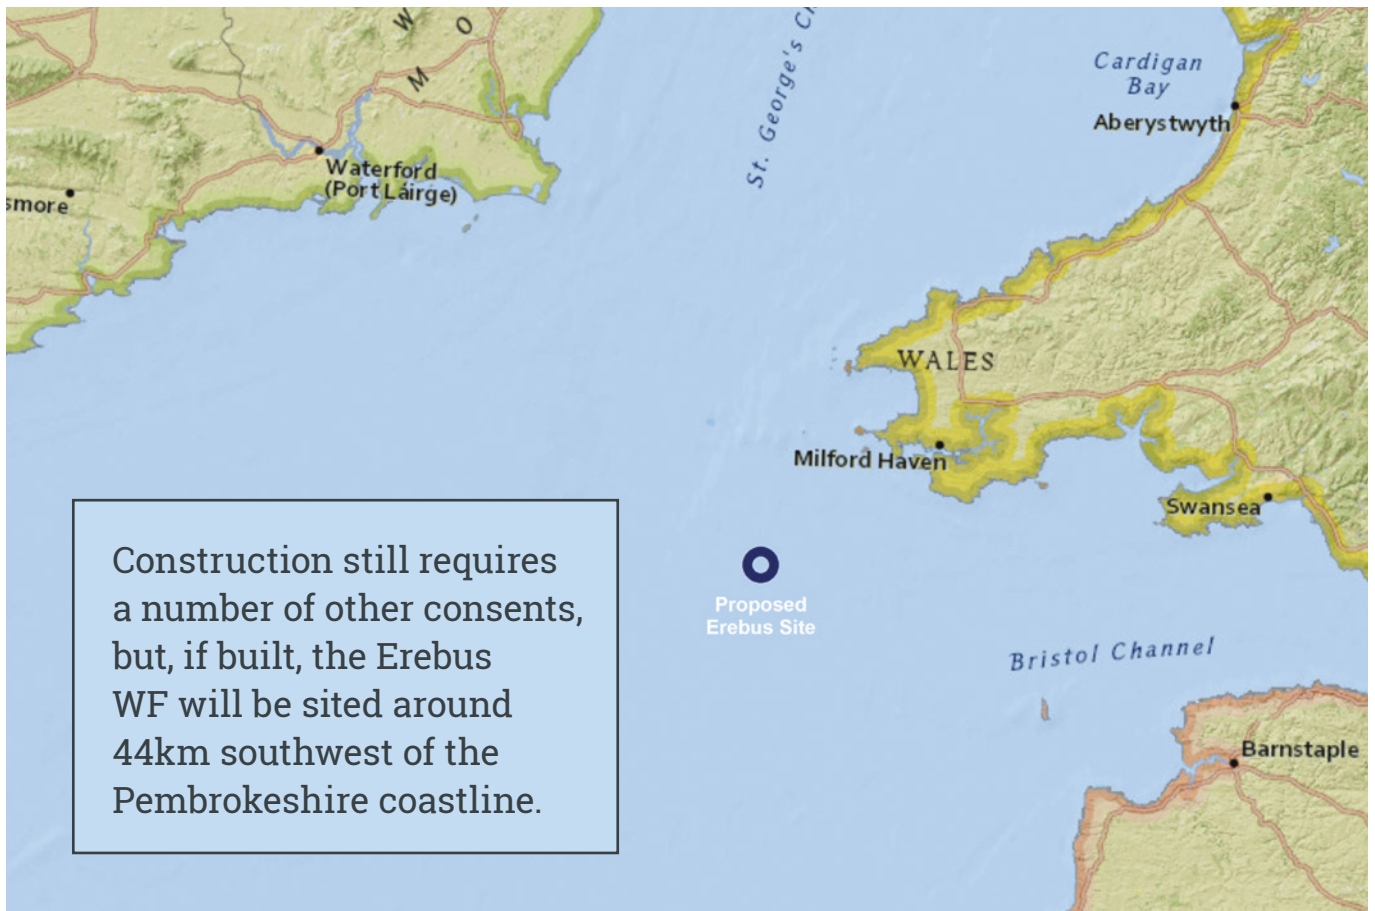 W
O
M
St. George's
Cardigan
Bay
Aberystwyth
Waterford
(Port Láirge)
smore
WALES
Milford Haven
Swansea
Proposed
Erebus Site
Bristol Channel
Barnstaple
Construction still requires
a number of other consents,
but, if built, the Erebus
WF will be sited around
44km southwest of the
Pembrokeshire coastline.